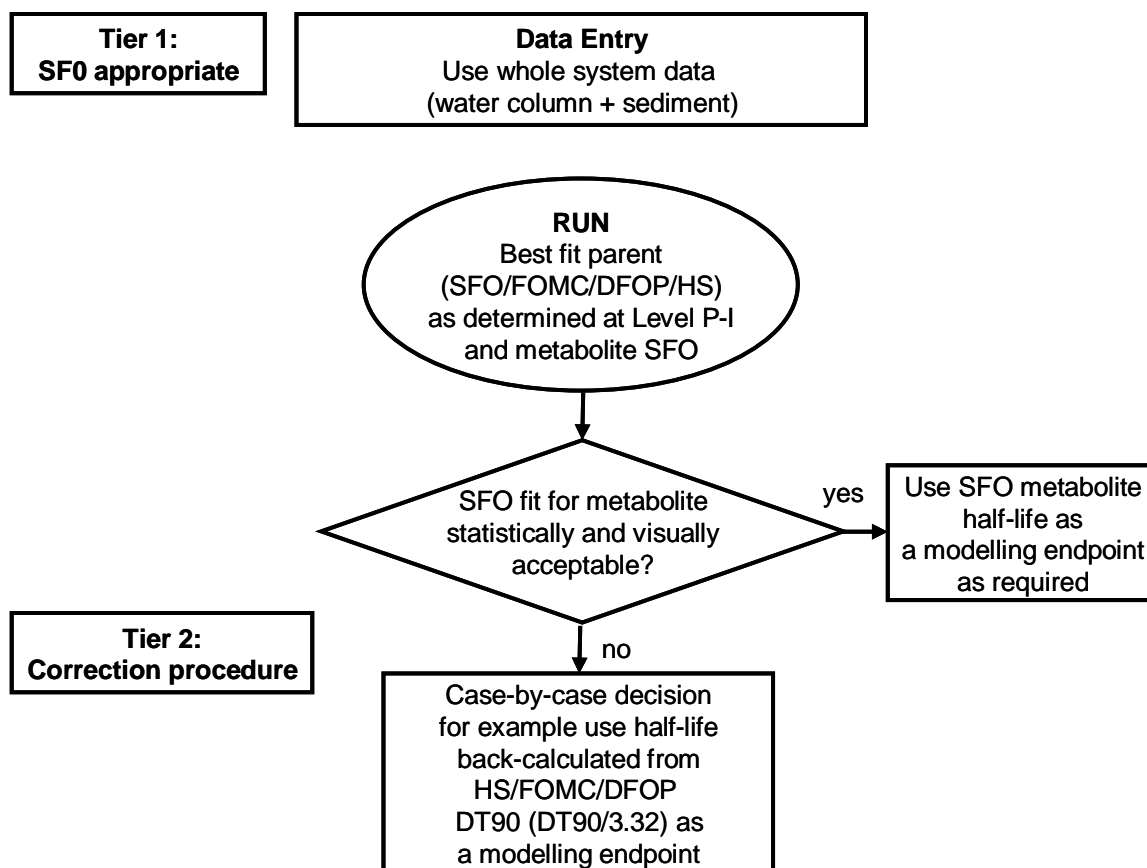 Tier 1:
SF0 appropriate
Data Entry
Use whole system data
(water column + sediment)
RUN
Best fit parent
(SFO/FOMC/DFOP/HS)
as determined at Level P-I
and metabolite SFO
SFO fit for metabolite
statistically and visually
acceptable?
yes
Use SFO metabolite
half-life as
a modelling endpoint
as required
Tier 2:
Correction procedure
no
Case-by-case decision
for example use half-life
back-calculated from
HS/FOMC/DFOP
DT90 (DT90/3.32) as
a modelling endpoint